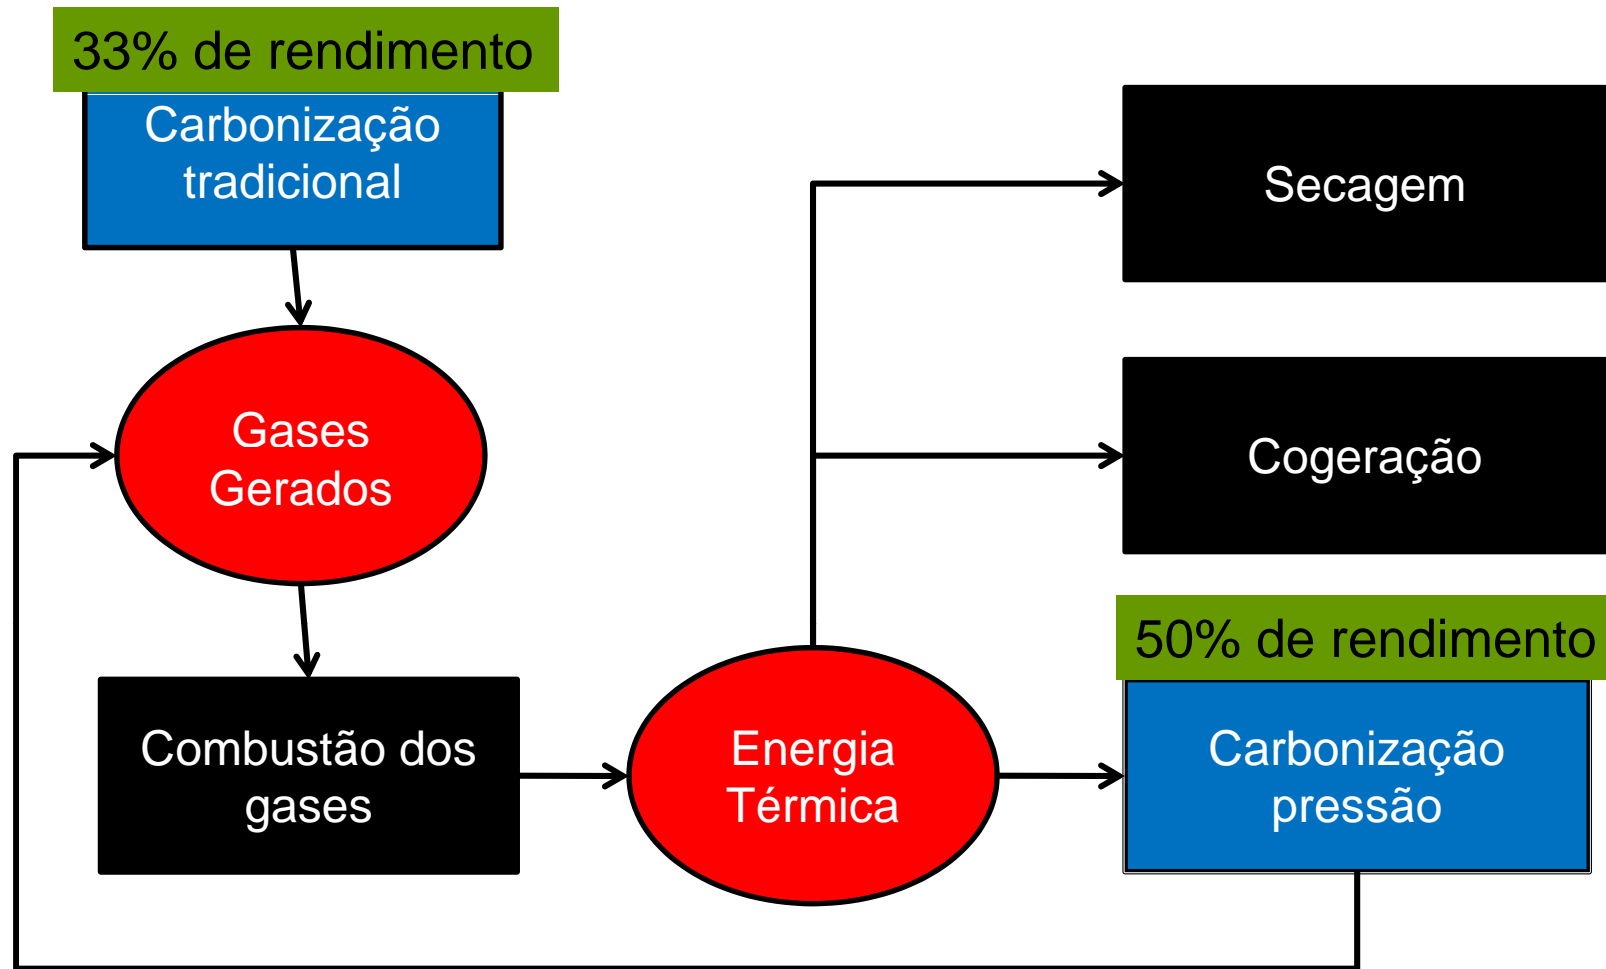 33% de rendimento
Carbonização
tradicional
Secagem
Gases
Gerados
Cogeração
50% de rendimento
Combustão dos
gases
Energia
Térmica
Carbonização
pressão